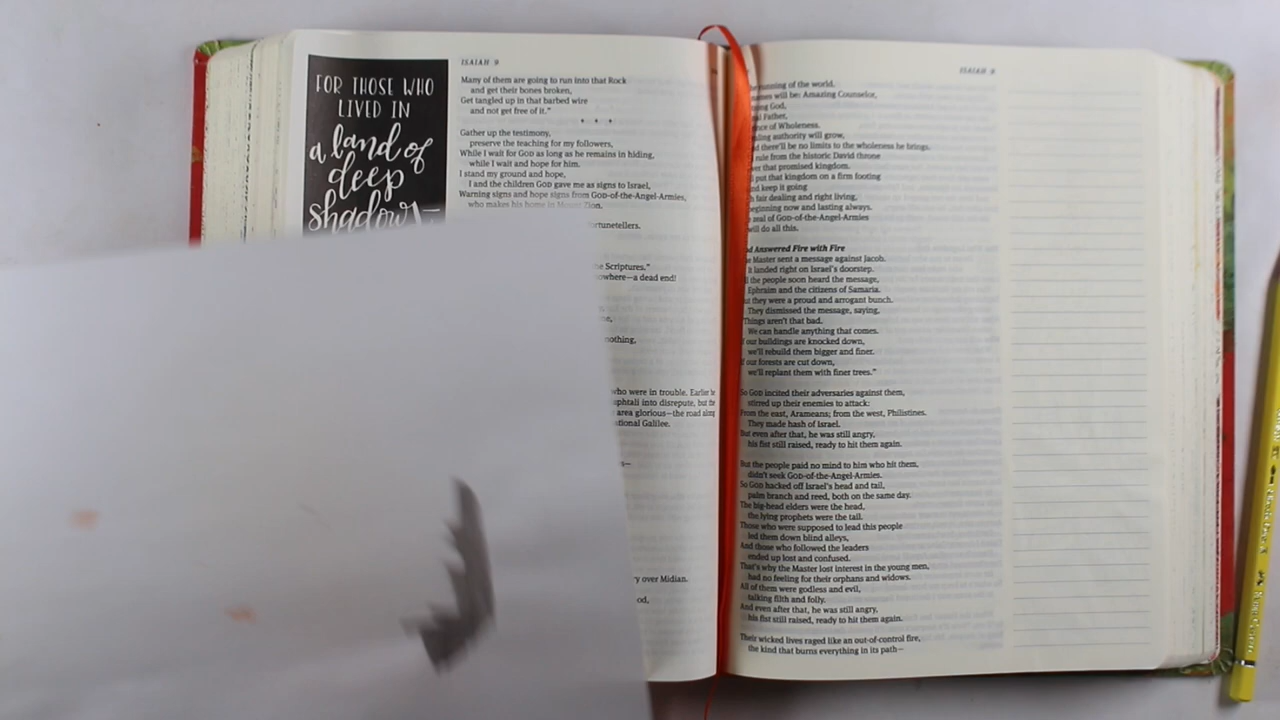 FOR THOSE WHO
LIVED IN
a land of
deep
shadows—
ISAIAH 9
Many of them are going to run into that Rock
and get their bones broken,
Get tangled up in that barbed wire
and not get free of it."
• • •
Gather up the testimony,
preserve the teaching for my followers,
While I wait for GOD as long as he remains in hiding,
while I wait and hope for him.
I stand my ground and hope,
I and the children GOD gave me as signs to Israel,
Warning signs and hope signs from GOD-of-the-Angel-Armies,
who makes his home in Mount Zion.
fortunetellers.
Scriptures."
—a dead end!
nothing,
who were in trouble. Earlier
into disrepute, but
area glorious—the road along
Galilee.
over Midian.
ISAIAH 9
running of the world.
will be: Amazing Counselor,
God,
Father,
of Wholeness.
authority will grow,
there'll be no limits to the wholeness he brings.
rule from the historic David throne
that promised kingdom.
put that kingdom on a firm footing
keep it going
fair dealing and right living,
beginning now and lasting always.
zeal of GOD-of-the-Angel-Armies
will do all this.
God Answered Fire with Fire
The Master sent a message against Jacob.
It landed right on Israel's doorstep.
All the people soon heard the message,
Ephraim and the citizens of Samaria.
But they were a proud and arrogant bunch.
They dismissed the message, saying,
"Things aren't that bad.
We can handle anything that comes.
If our buildings are knocked down,
we'll rebuild them bigger and finer.
If our forests are cut down,
we'll replant them with finer trees."
So GOD incited their adversaries against them,
stirred up their enemies to attack:
From the east, Arameans; from the west, Philistines.
They made hash of Israel.
But even after that, he was still angry,
his fist still raised, ready to hit them again.
But the people paid no mind to him who hit them,
didn't seek GOD-of-the-Angel-Armies.
So GOD hacked off Israel's head and tail,
palm branch and reed, both on the same day.
The big-head elders were the head,
the lying prophets were the tail.
Those who were supposed to lead this people
led them down blind alleys,
And those who followed the leaders
ended up lost and confused.
That's why the Master lost interest in the young men,
had no feeling for their orphans and widows.
All of them were godless and evil,
talking filth and folly.
And even after that, he was still angry,
his fist still raised, ready to hit them again.
Their wicked lives raged like an out-of-control fire,
the kind that burns everything in its path—